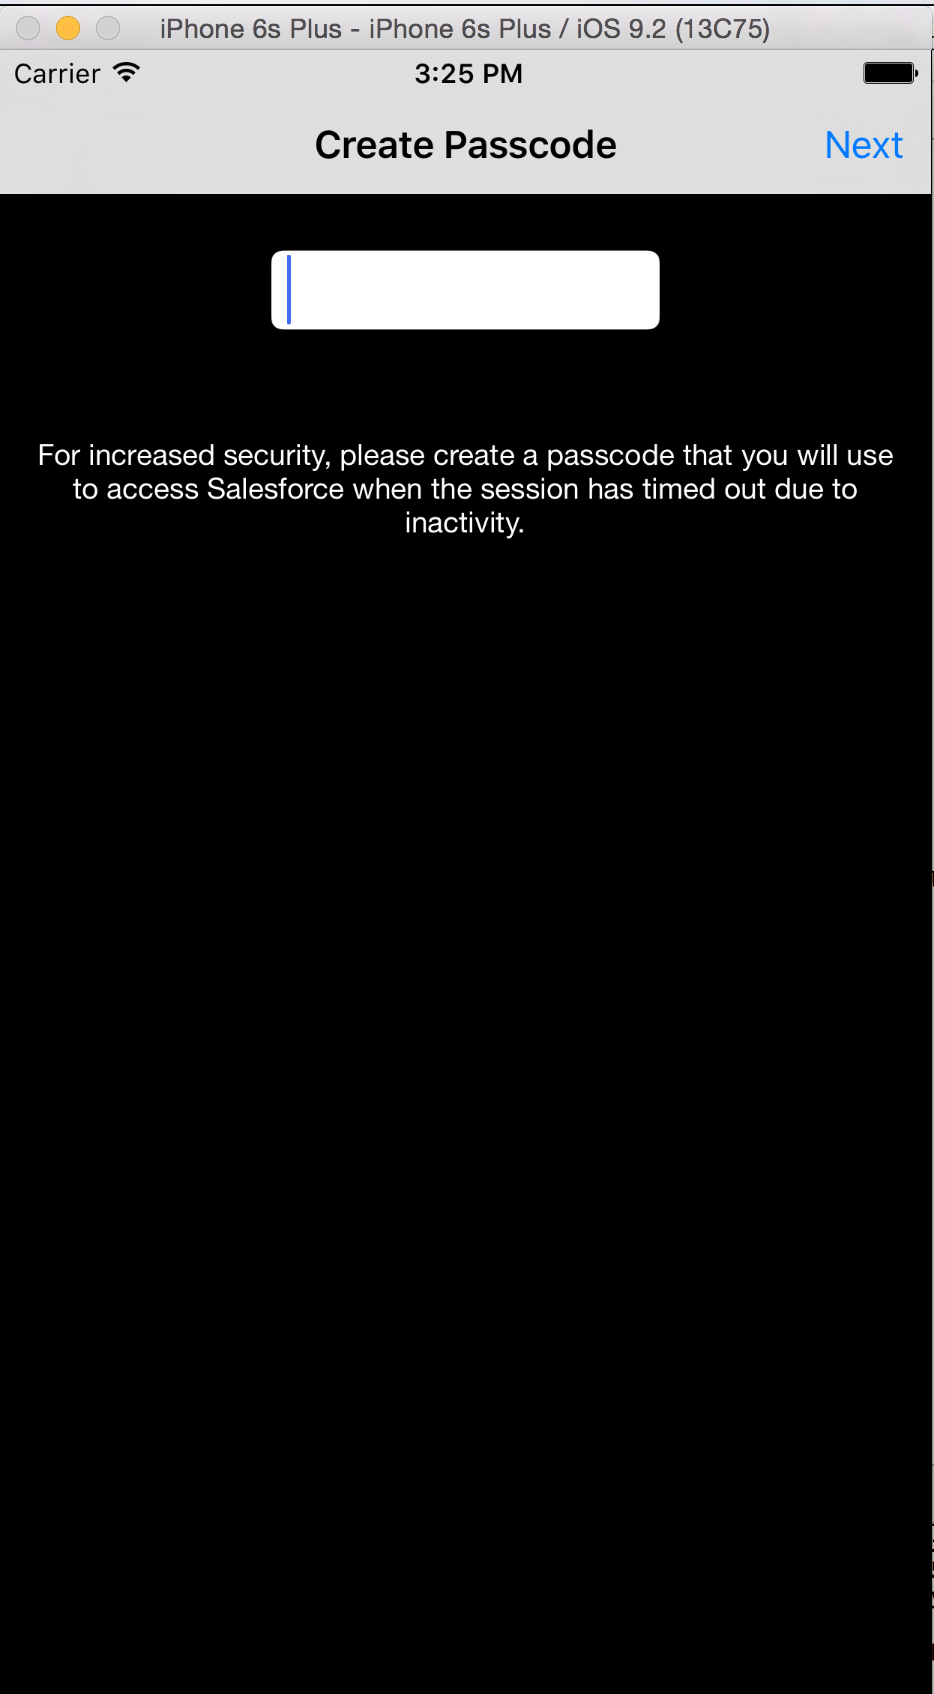 iPhone 6s Plus - iPhone 6s Plus / iOS 9.2 (13C75)
Carrier 3:25 PM
Create Passcode Next
For increased security, please create a passcode that you will use
to access Salesforce when the session has timed out due to
inactivity.